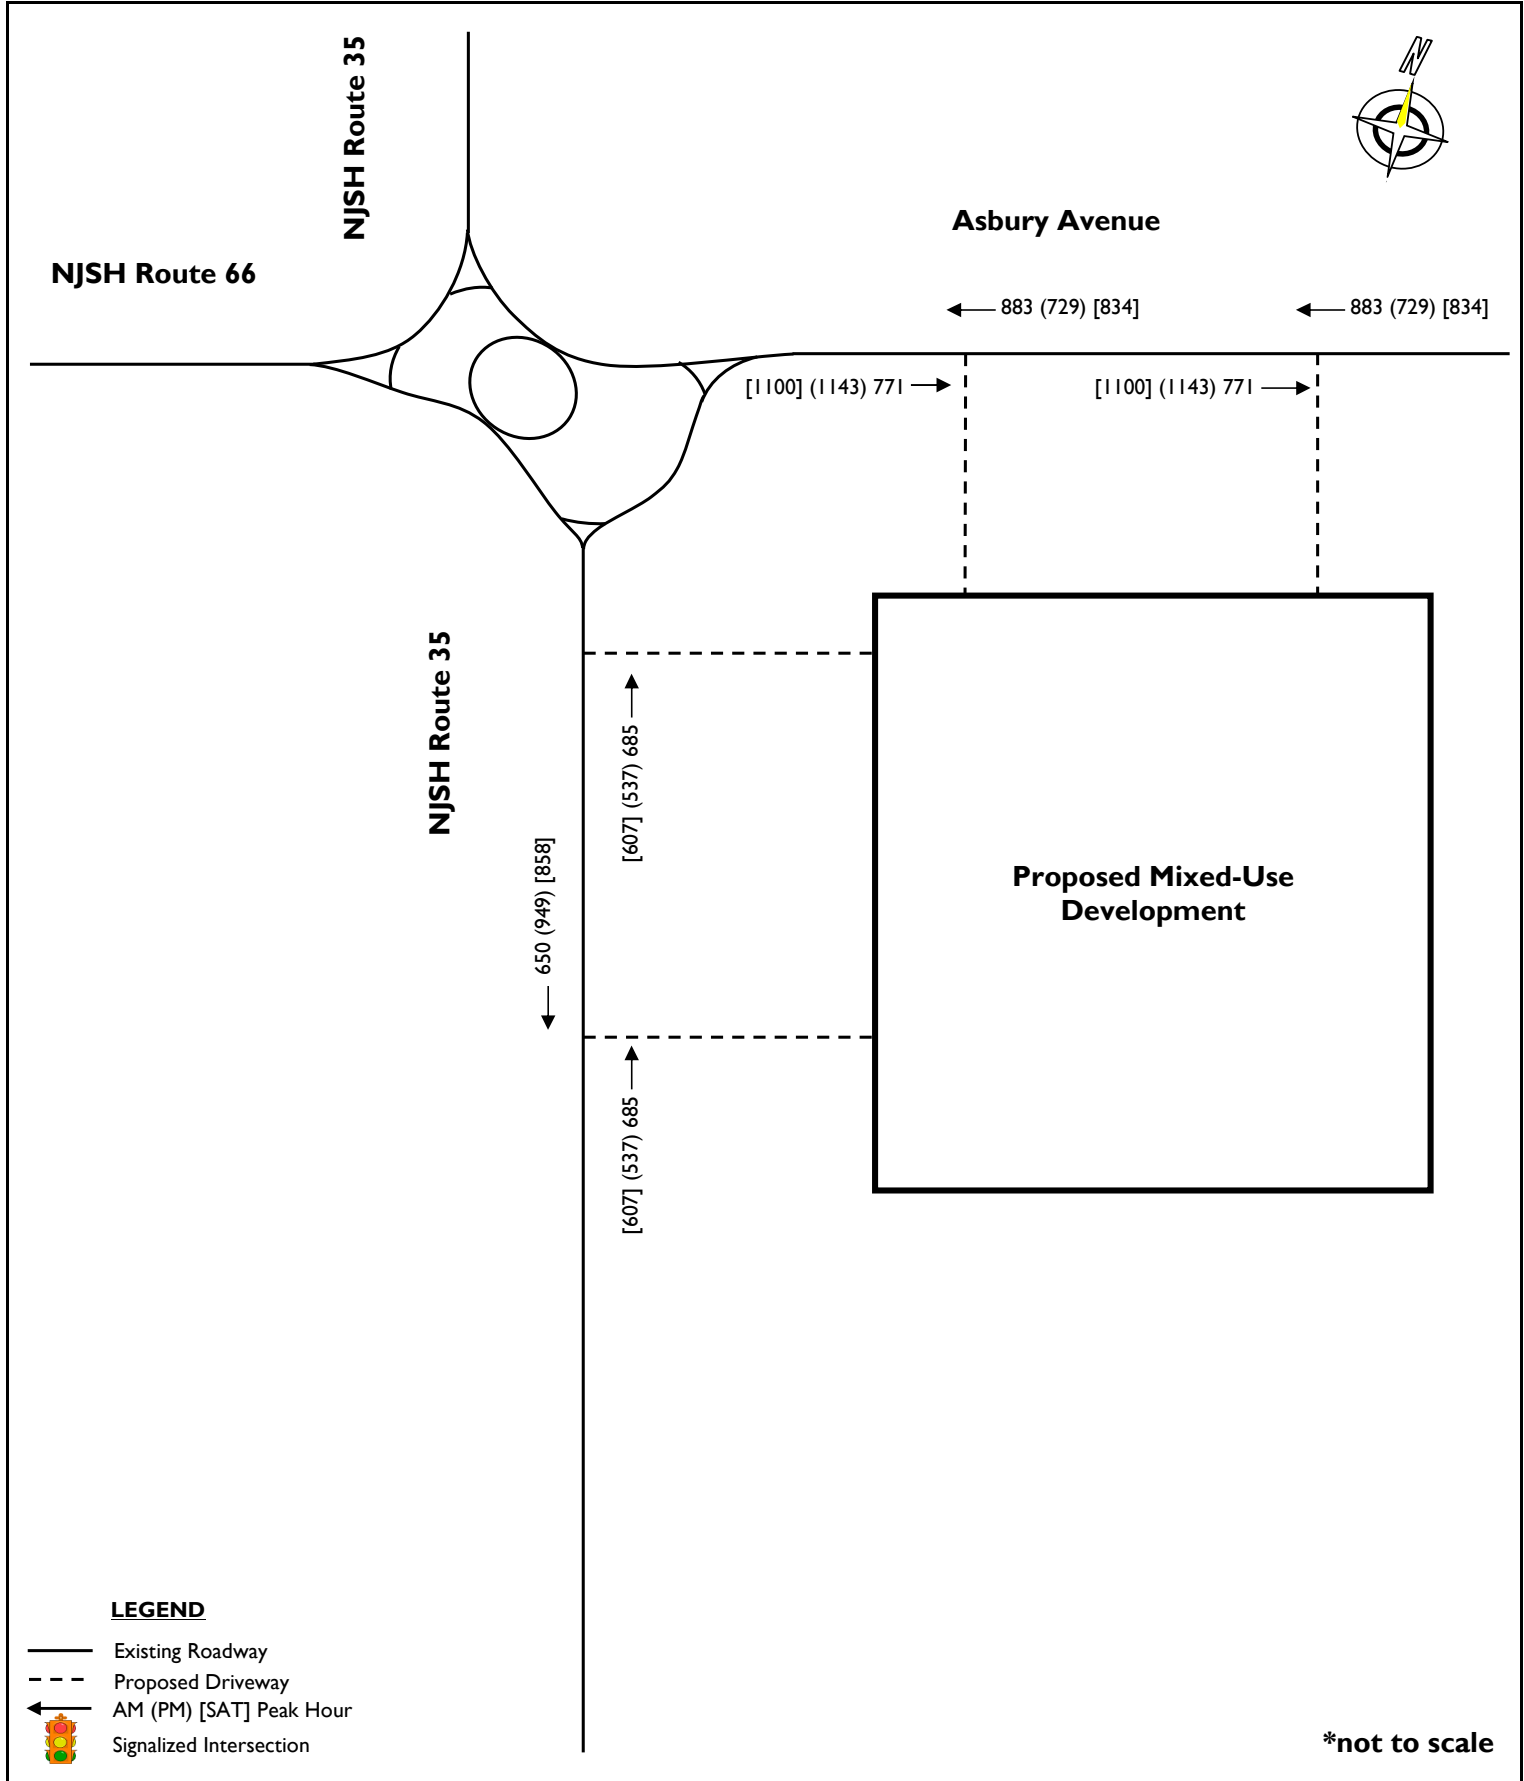 NJSH Route 35
N
Asbury Avenue
NJSH Route 66
883 (729) [834]
883 (729) [834]
[1100] (1143) 771
[1100] (1143) 771
NJSH Route 35
[607] (537) 685
650 (949) [858]
Proposed Mixed-Use
Development
[607] (537) 685
LEGEND
Existing Roadway
Proposed Driveway
AM (PM) [SAT] Peak Hour
Signalized Intersection
*not to scale